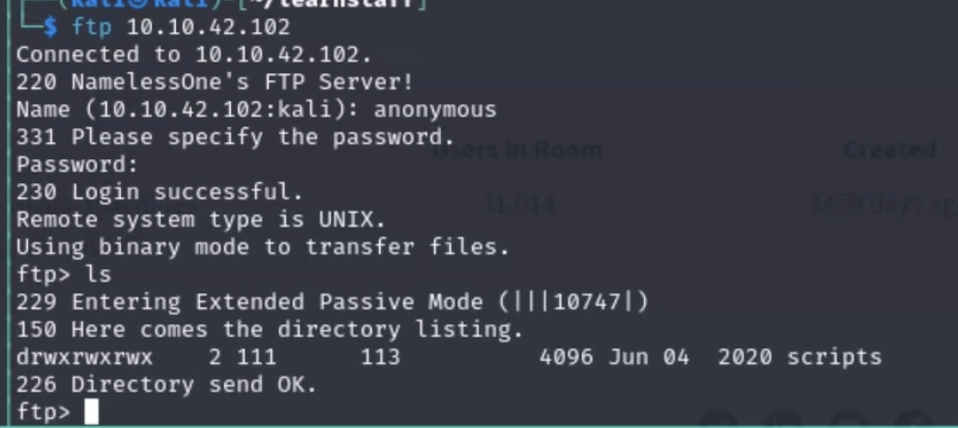 (kali㉿kali)-[~/learnstaff]
└─$ ftp 10.10.42.102
Connected to 10.10.42.102.
220 NamelessOne's FTP Server!
Name (10.10.42.102:kali): anonymous
331 Please specify the password.
Password:
Users in Room
Created
230 Login successful.
11,014
Remote system type is UNIX.
Using binary mode to transfer files.
ftp> ls
229 Entering Extended Passive Mode (|||10747|)
150 Here comes the directory listing.
drwxrwxrwx    2 111      113          4096 Jun 04  2020 scripts
226 Directory send OK.
ftp>